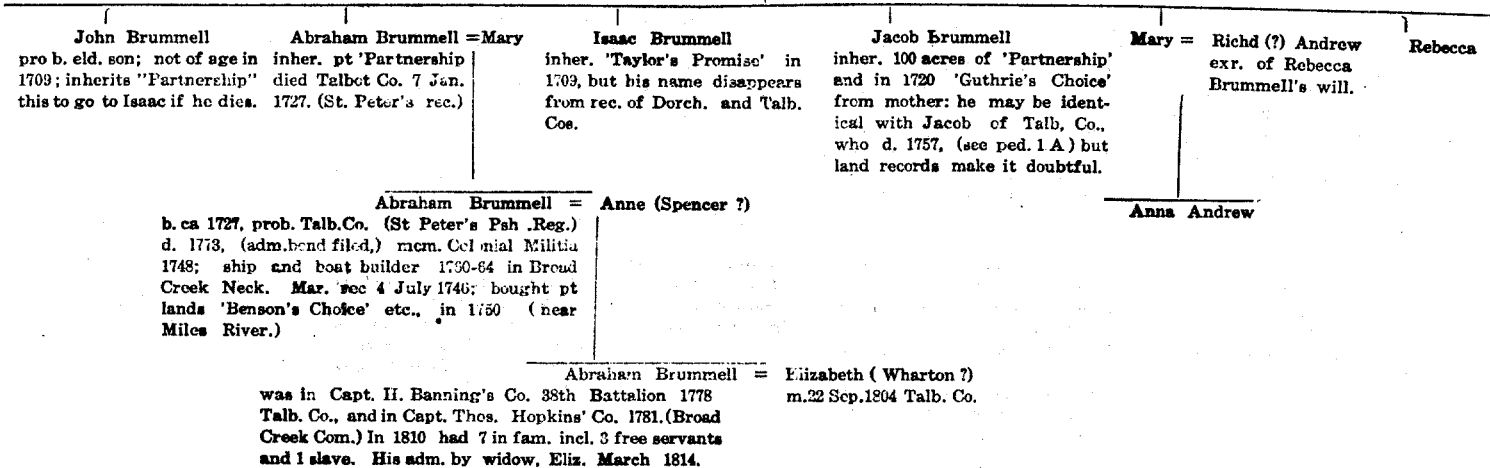 John Brummell
pro b. eld. son; not of age in
1709; inherits "Partnership"
this to go to Isaac if he dies.
Abraham Brummell =Mary
inher. pt 'Partnership
died Talbot Co. 7 Jan.
1727. (St. Peter's rec.)
Isaac Brummell
inher. 'Taylor's Promise' in
1709, but his name disappears
from rec. of Dorch. and Talb.
Cos.
Jacob Brummell
inher. 100 acres of 'Partnership'
and in 1720 'Guthrie's Choice'
from mother: he may be ident-
ical with Jacob of Talb, Co.,
who d. 1757, (see ped. 1 A) but
land records make it doubtful.
Mary = Richd (?) Andrew
exr. of Rebecca
Brummell's will.
Rebecca
Abraham Brummell = Anne (Spencer ?)
b. ca 1727, prob. Talb.Co. (St Peter's Psh .Reg.)
d. 1773, (adm.bond filed,) mem. Colonial Militia
1748; ship and boat builder 1760-64 in Broad
Creek Neck. Mar. rec 4 July 1746; bought pt
lands 'Benson's Choice' etc., in 1750 (near
Miles River.)
Anna Andrew
Abraham Brummell = Elizabeth ( Wharton ?)
was in Capt. H. Banning's Co. 38th Battalion 1778
Talb. Co., and in Capt. Thos. Hopkins' Co. 1781.(Broad
Creek Com.) In 1810 had 7 in fam. incl. 3 free servants
and 1 slave. His adm. by widow, Eliz. March 1814.
m.22 Sep.1804 Talb. Co.